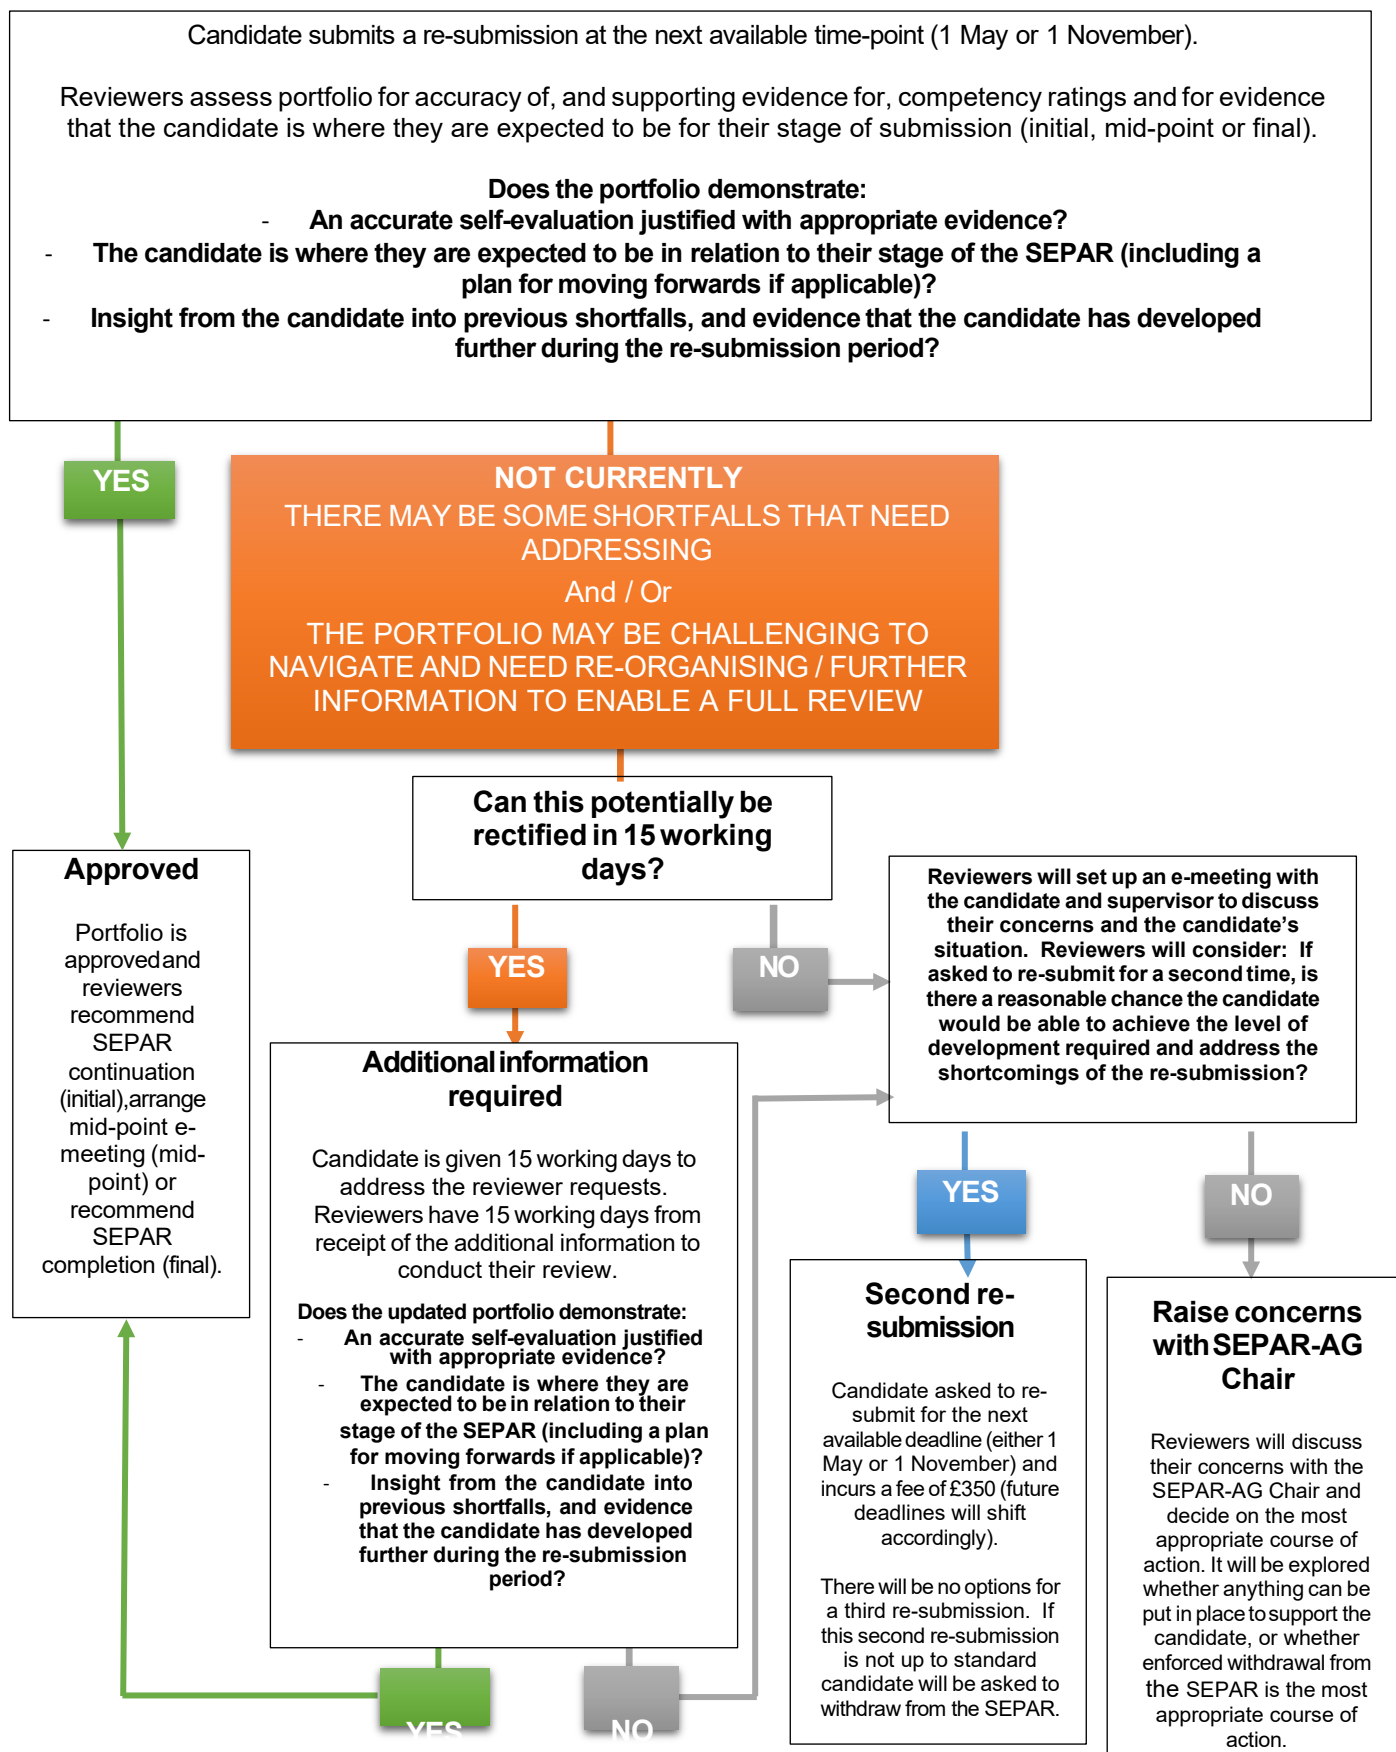 Candidate submits a re-submission at the next available time-point (1 May or 1 November).
Reviewers assess portfolio for accuracy of, and supporting evidence for, competency ratings and for evidence
that the candidate is where they are expected to be for their stage of submission (initial, mid-point or final).
Does the portfolio demonstrate:
- An accurate self-evaluation justified with appropriate evidence?
- The candidate is where they are expected to be in relation to their stage of the SEPAR (including a
plan for moving forwards if applicable)?
- Insight from the candidate into previous shortfalls, and evidence that the candidate has developed
further during the re-submission period?
YES
NOT CURRENTLY
THERE MAY BE SOME SHORTFALLS THAT NEED
ADDRESSING
And / Or
THE PORTFOLIO MAY BE CHALLENGING TO
NAVIGATE AND NEED RE-ORGANISING / FURTHER
INFORMATION TO ENABLE A FULL REVIEW
Can this potentially be
rectified in 15 working
days?
YES
NO
Approved
Portfolio is
approved and
reviewers
recommend
SEPAR
continuation
(initial), arrange
mid-point e-
meeting (mid-
point) or
recommend
SEPAR
completion (final).
Reviewers will set up an e-meeting with
the candidate and supervisor to discuss
their concerns and the candidate's
situation. Reviewers will consider: If
asked to re-submit for a second time, is
there a reasonable chance the candidate
would be able to achieve the level of
development required and address the
shortcomings of the re-submission?
Additional information
required
Candidate is given 15 working days to
address the reviewer requests.
Reviewers have 15 working days from
receipt of the additional information to
conduct their review.
Does the updated portfolio demonstrate:
- An accurate self-evaluation justified
with appropriate evidence?
- The candidate is where they are
expected to be in relation to their
stage of the SEPAR (including a plan
for moving forwards if applicable)?
- Insight from the candidate into
previous shortfalls, and evidence
that the candidate has developed
further during the re-submission
period?
YES
NO
YES
NO
Second re-
submission
Candidate asked to re-
submit for the next
available deadline (either 1
May or 1 November) and
incurs a fee of £350 (future
deadlines will shift
accordingly).
There will be no options for
a third re-submission. If
this second re-submission
is not up to standard
candidate will be asked to
withdraw from the SEPAR.
Raise concerns
with SEPAR-AG
Chair
Reviewers will discuss
their concerns with the
SEPAR-AG Chair and
decide on the most
appropriate course of
action. It will be explored
whether anything can be
put in place to support the
candidate, or whether
enforced withdrawal from
the SEPAR is the most
appropriate course of
action.